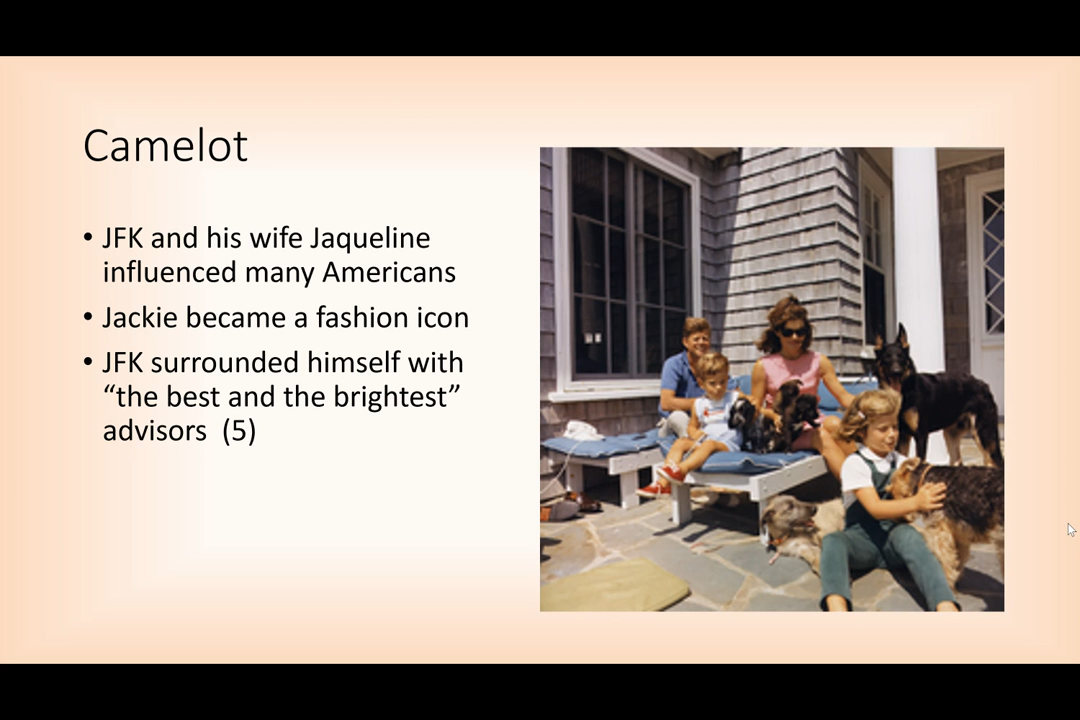 Camelot
• JFK and his wife Jaqueline
influenced many Americans
• Jackie became a fashion icon
• JFK surrounded himself with
“the best and the brightest”
advisors  (5)